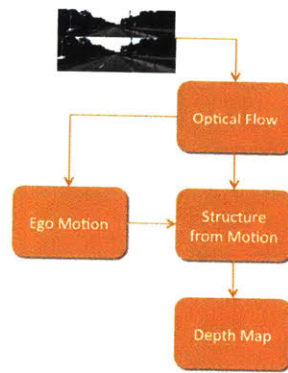 Optical Flow
Ego Motion
Structure
from Motion
Depth Map